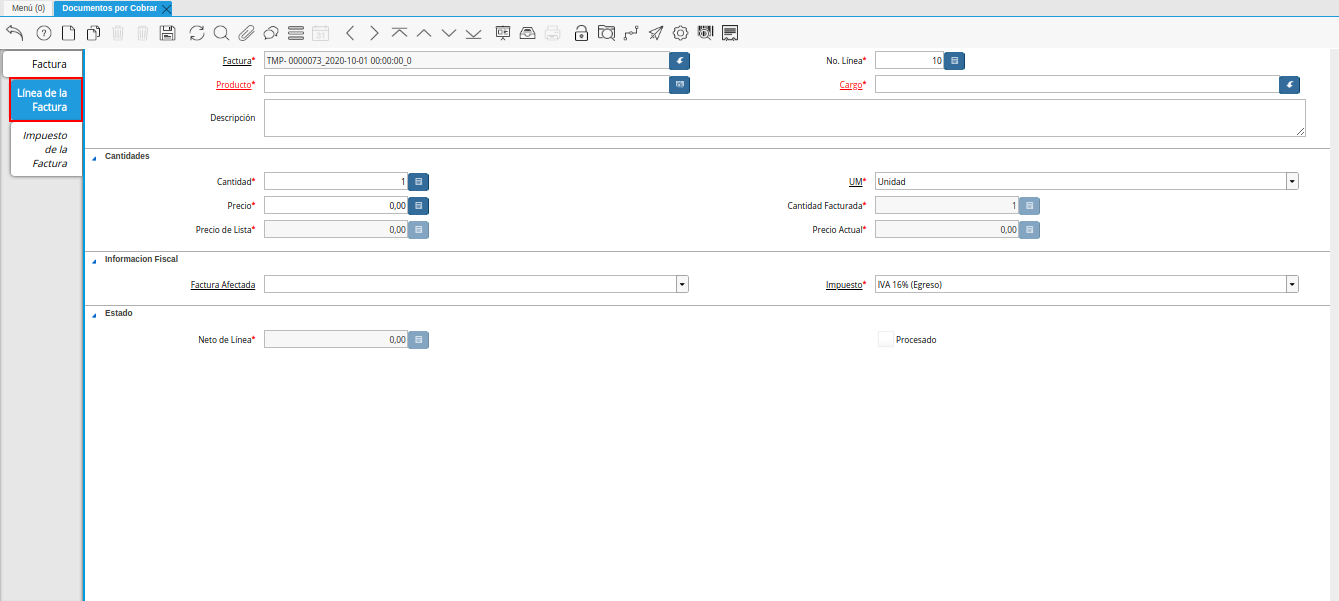 Menú (0) Documentos por Cobrar
Factura
Línea de la
Factura
Impuesto
de la
Factura
Factura* TMP- 0000073_2020-10-01 00:00:00_0 No. Línea* 10
Producto* Cargo*
Descripción
Cantidades
Cantidad* 1 UM* Unidad
Precio* 0,00 Cantidad Facturada* 1
Precio de Lista* 0,00 Precio Actual* 0,00
Informacion Fiscal
Factura Afectada Impuesto* IVA 16% (Egreso)
Estado
Neto de Línea* 0,00 Procesado